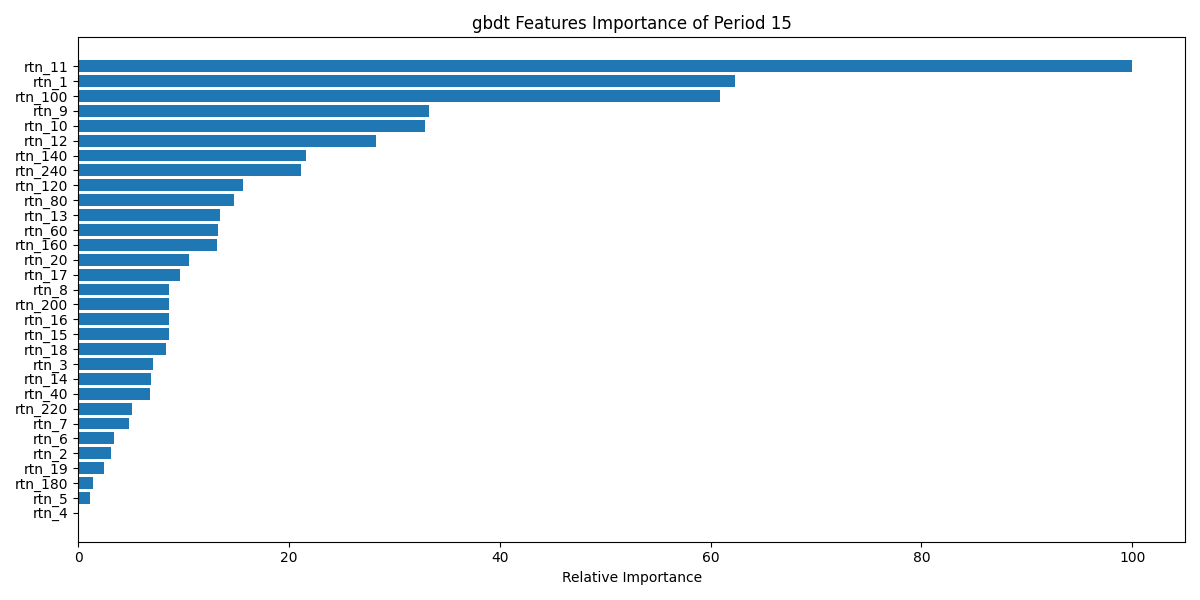 gbdt Features Importance of Period 15
rtn_11
rtn_1
rtn_100
rtn_9
rtn_10
rtn_12
rtn_140
rtn_240
rtn_120
rtn_80
rtn_13
rtn_60
rtn_160
rtn_20
rtn_17
rtn_8
rtn_200
rtn_16
rtn_15
rtn_18
rtn_3
rtn_14
rtn_40
rtn_220
rtn_7
rtn_6
rtn_2
rtn_19
rtn_180
rtn_5
rtn_4
0 20 40 60 80 100
Relative Importance